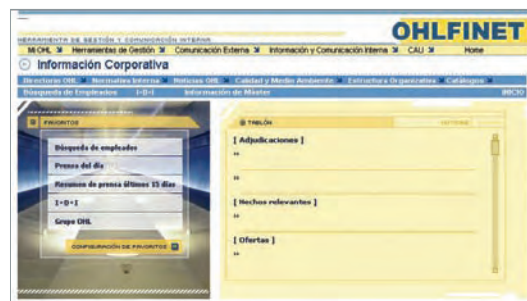 OHLFINET
HERRAMIENTA DE GESTIÓN Y COMUNICACIÓN INTERNA
MI OHL Herramientas de Gestión Comunicación Externa Información y Comunicación Interna CAU Home
Información Corporativa
Directorio OHL Normativa Interna Noticias OHL Calidad y Medio Ambiente Estructura Organizativa Catálogos
Búsqueda de Empleados I+D+I Información de Máster INICIO
FAVORITOS
Búsqueda de empleados
Prensa del día
Resumen de prensa últimos 15 días
I+D+I
Grupo OHL
CONFIGURACIÓN DE FAVORITOS
TABLÓN
[ Adjudicaciones ]
[ Hechos relevantes ]
[ Ofertas ]